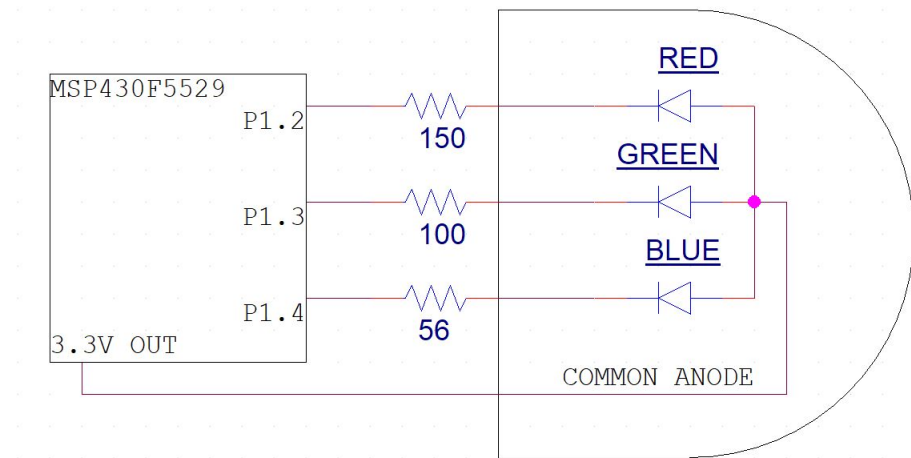 RED
MSP430F5529
P1.2
150
GREEN
P1.3
100
BLUE
P1.4
56
3.3V OUT
COMMON ANODE